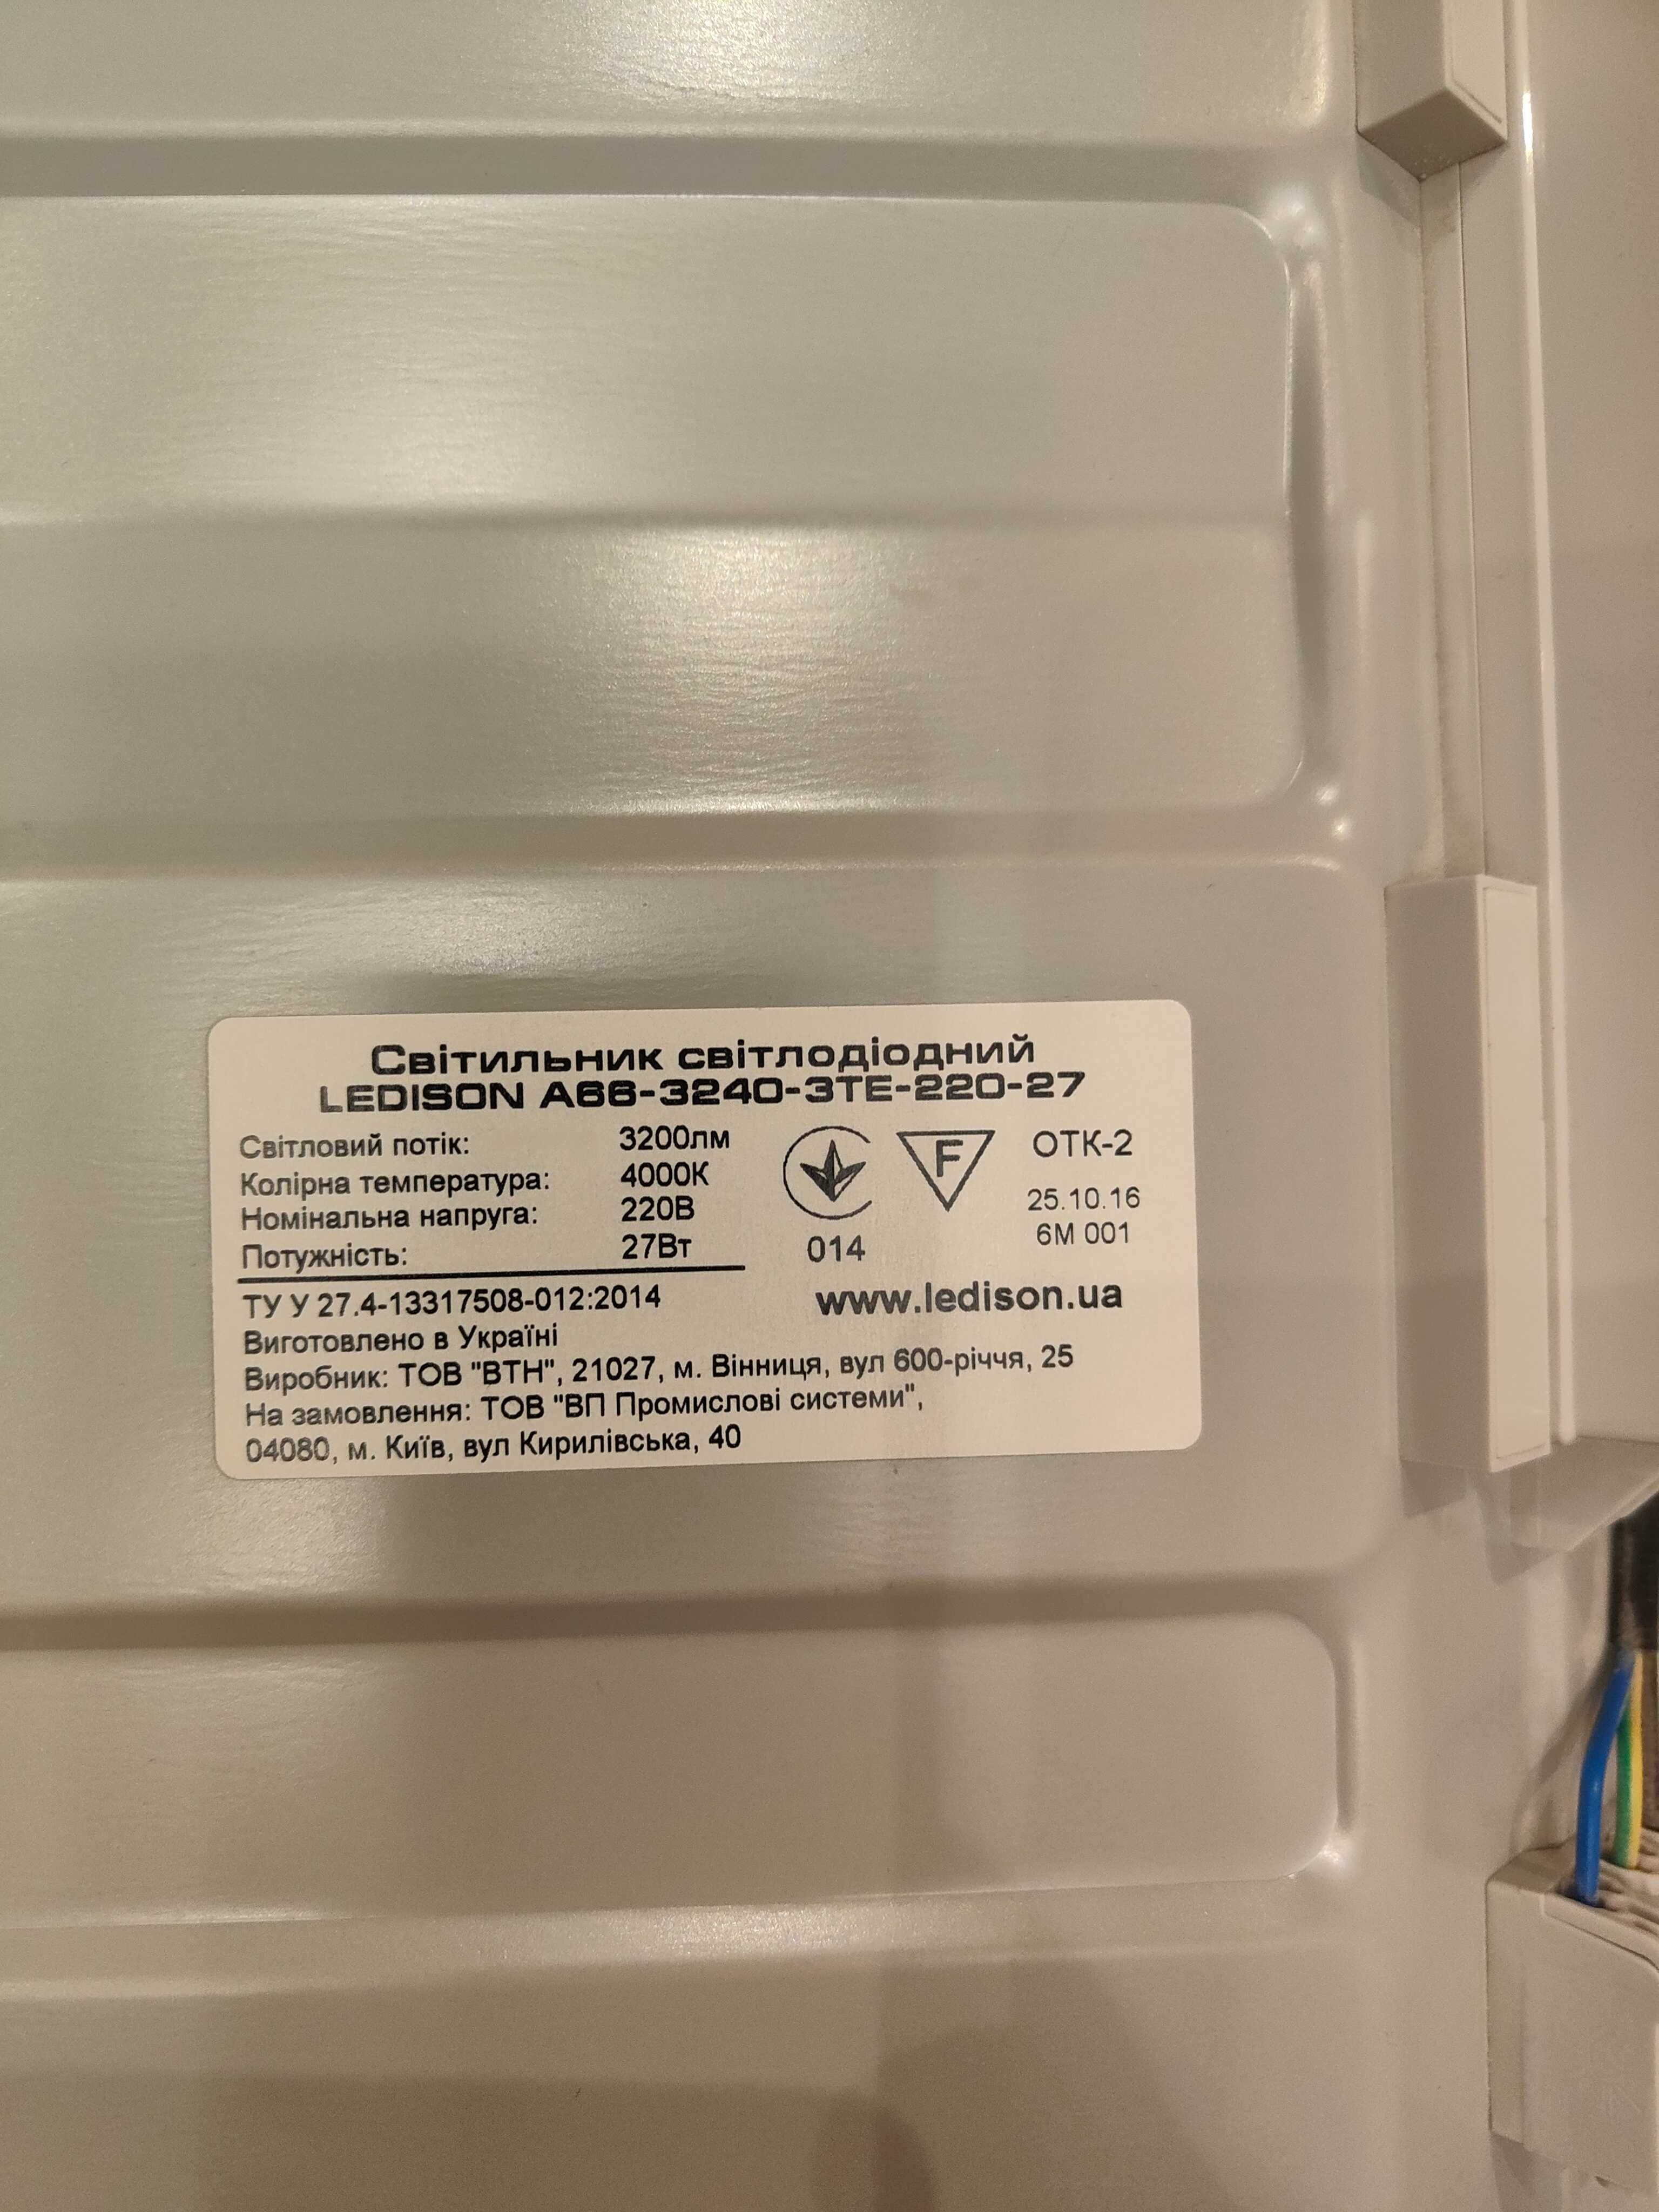 Світильник світлодіодний
LEDISON A66-3240-3TE-220-27
Світловий потік: 3200лм
Колірна температура: 4000К
Номінальна напруга: 220В
Потужність: 27Вт
F
014
ОТК-2
25.10.16
6М 001
www.ledison.ua
ТУ У 27.4-13317508-012:2014
Виготовлено в Україні
Виробник: ТОВ "ВТН", 21027, м. Вінниця, вул 600-річчя, 25
На замовлення: ТОВ "ВП Промислові системи",
04080, м. Київ, вул Кирилівська, 40